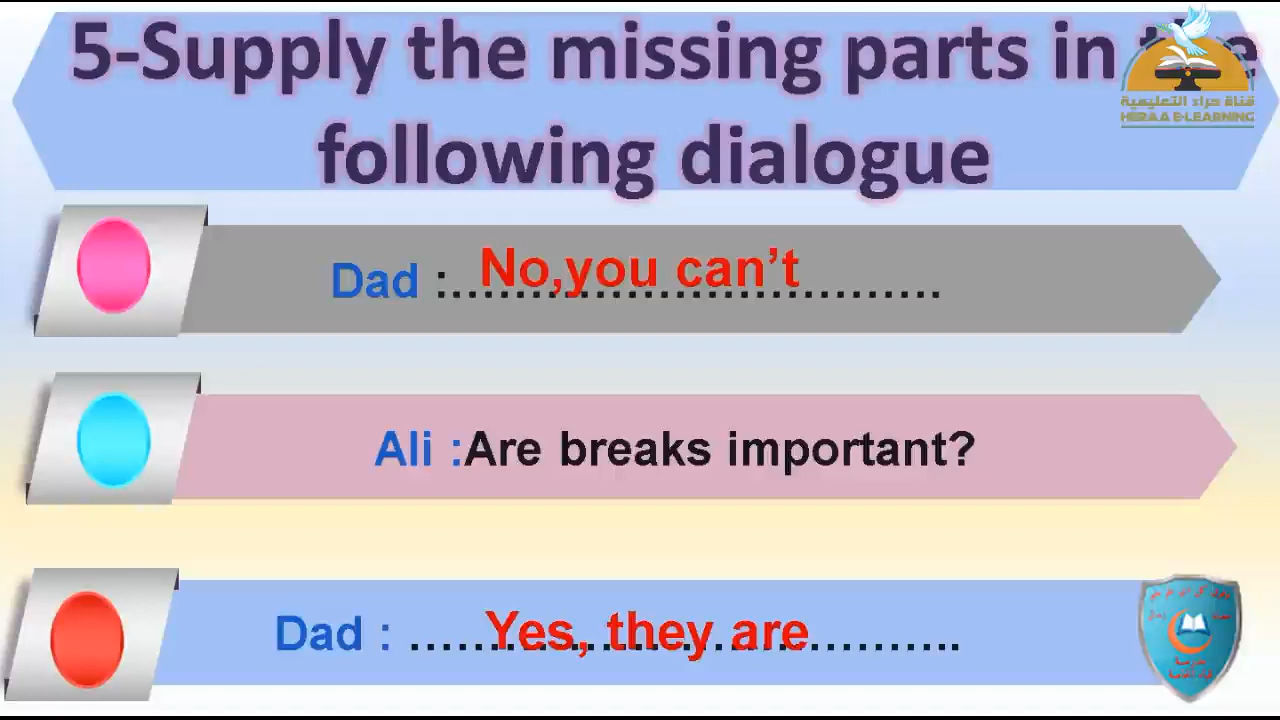 5-Supply the missing parts in the
following dialogue
قناة حراء التعليمية
HERAA E-LEARNING
Dad :..............................
No,you can't
Ali :Are breaks important?
Dad : ..............................
Yes, they are